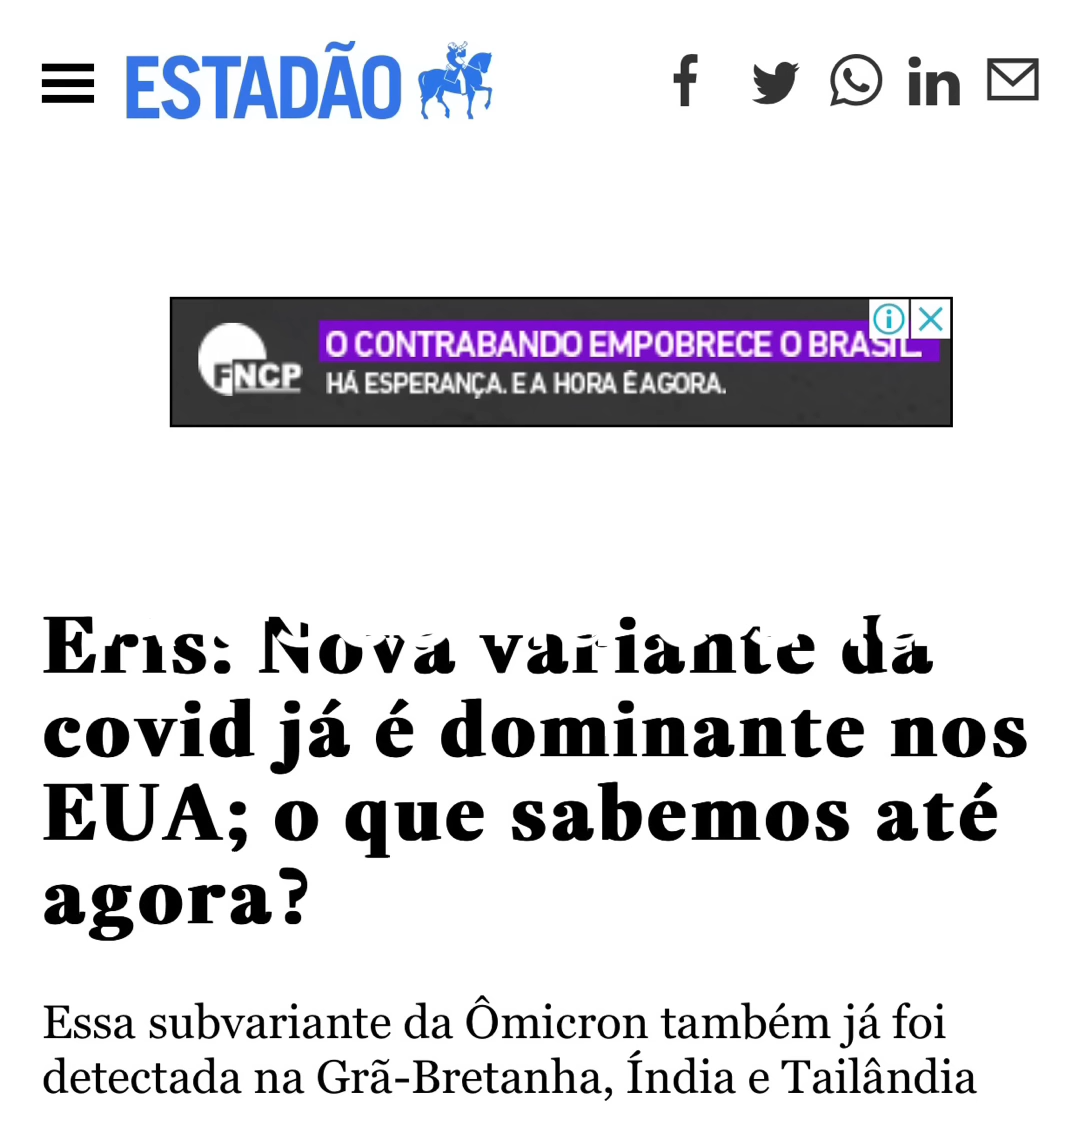 ESTADÃO
FNCP
O CONTRABANDO EMPOBRECE O BRASIL.
HÁ ESPERANÇA. E A HORA É AGORA.
Eris: Nova variante da
covid já é dominante nos
EUA; o que sabemos até
agora?
Essa subvariante da Ômicron também já foi
detectada na Grã-Bretanha, Índia e Tailândia